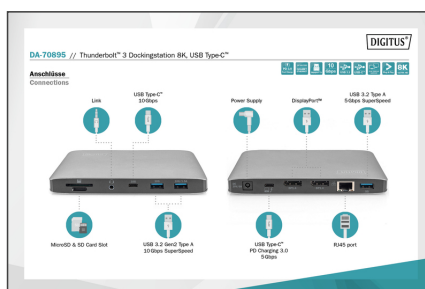 DIGITUS®
DA-70895 // Thunderbolt™ 3 Dockingstation 8K, USB Type-C™
Anschlüsse
Connections
10
Gbps
8K
Link
USB Type-C™
10Gbps
Power Supply
DisplayPort™
USB 3.2 Type A
5Gbps SuperSpeed
MicroSD & SD Card Slot
USB 3.2 Gen2 Type A
10Gbps SuperSpeed
USB Type-C™
PD Charging 3.0
5Gbps
RJ45 port